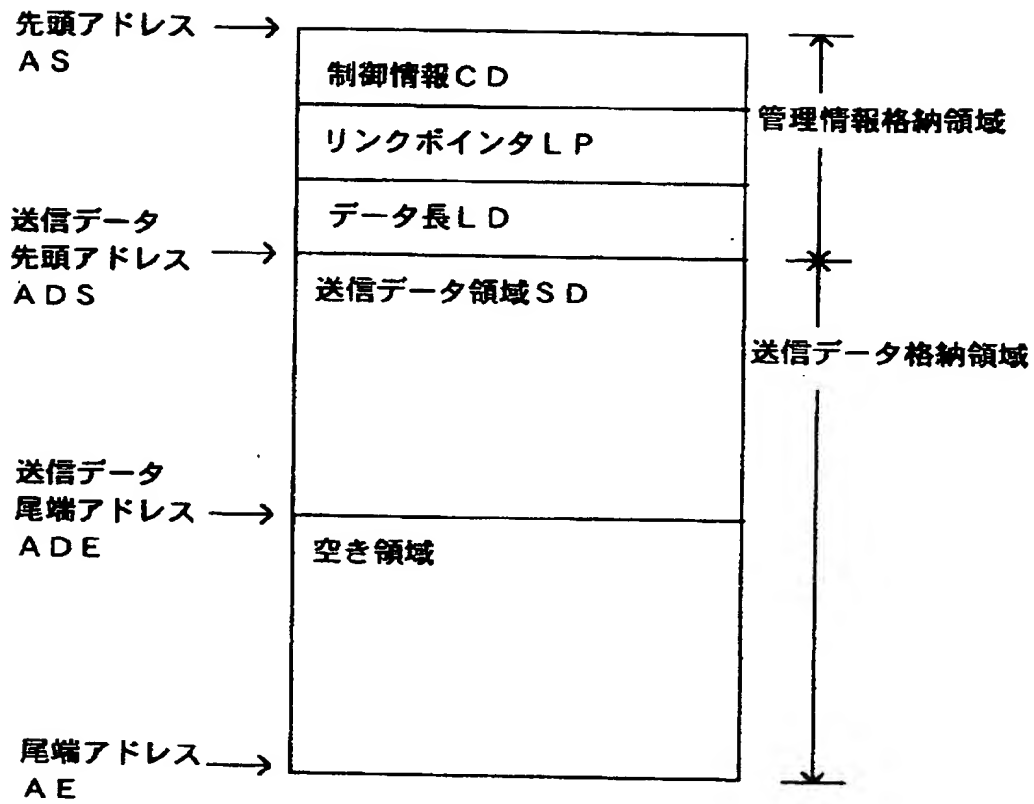 先頭アドレス
AS
制御情報CD
管理情報格納領域
リンクポインタLP
データ長LD
送信データ
先頭アドレス
ADS
送信データ領域SD
送信データ格納領域
送信データ
尾端アドレス
ADE
空き領域
尾端アドレス
AE